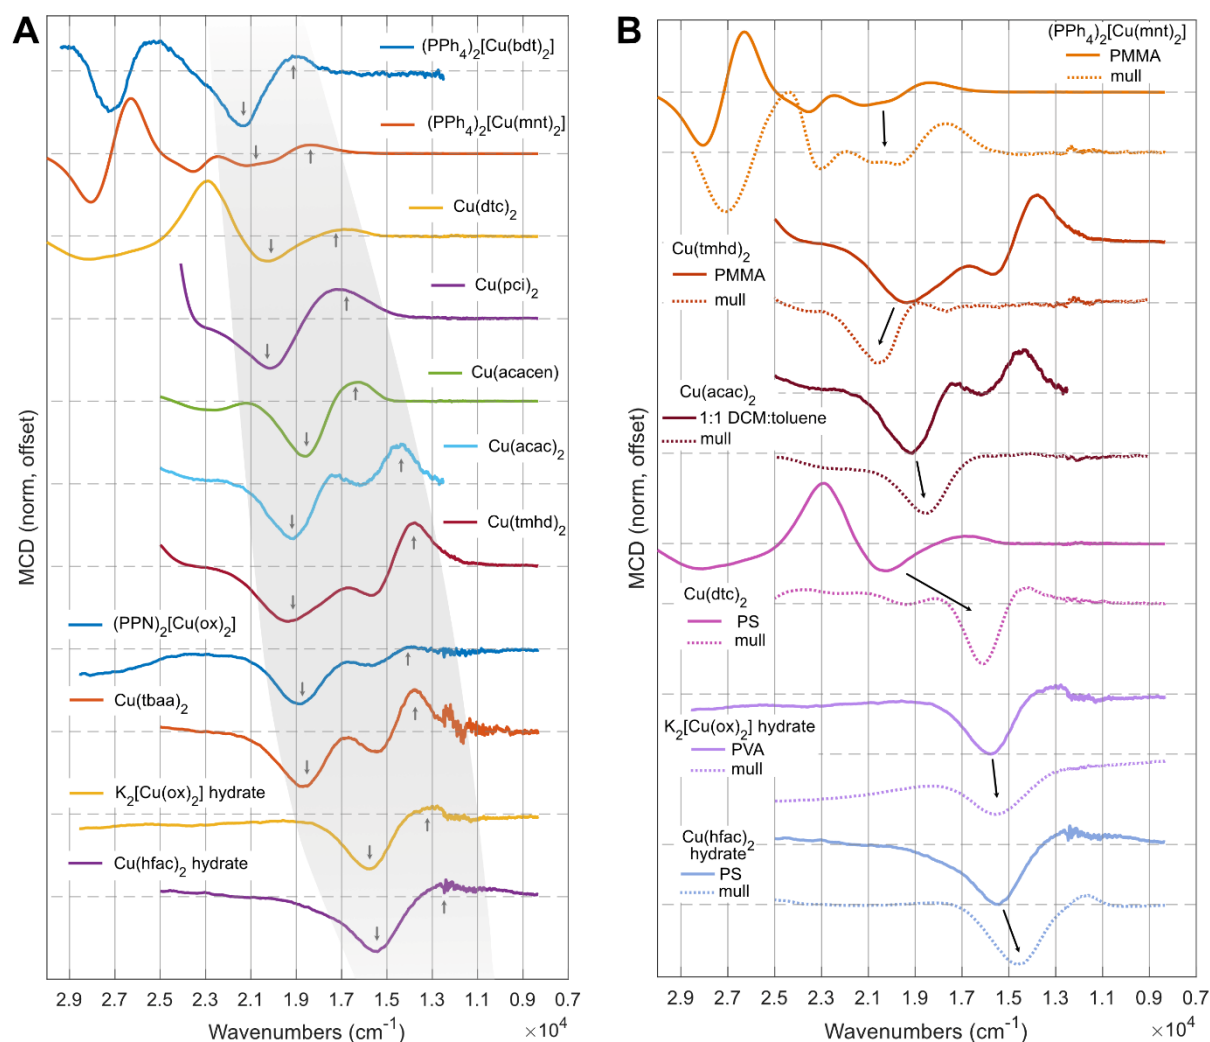 A
(PPh4)2[Cu(bdt)2]
(PPh4)2[Cu(mnt)2]
Cu(dtc)2
Cu(pci)2
Cu(acacen)
Cu(acac)2
Cu(tmhd)2
(PPN)2[Cu(ox)2]
Cu(tbaa)2
K2[Cu(ox)2] hydrate
Cu(hfac)2 hydrate
MCD (norm, offset)
2.9 2.7 2.5 2.3 2.1 1.9 1.7 1.5 1.3 1.1 0.9 0.7
×10^4
Wavenumbers (cm^-1)
B
(PPh4)2[Cu(mnt)2]
PMMA
mull
Cu(tmhd)2
PMMA
mull
Cu(acac)2
1:1 DCM:toluene
mull
Cu(dtc)2
PS
mull
K2[Cu(ox)2] hydrate
PVA
mull
Cu(hfac)2
hydrate
PS
mull
MCD (norm, offset)
2.9 2.7 2.5 2.3 2.1 1.9 1.7 1.5 1.3 1.1 0.9 0.7
×10^4
Wavenumbers (cm^-1)